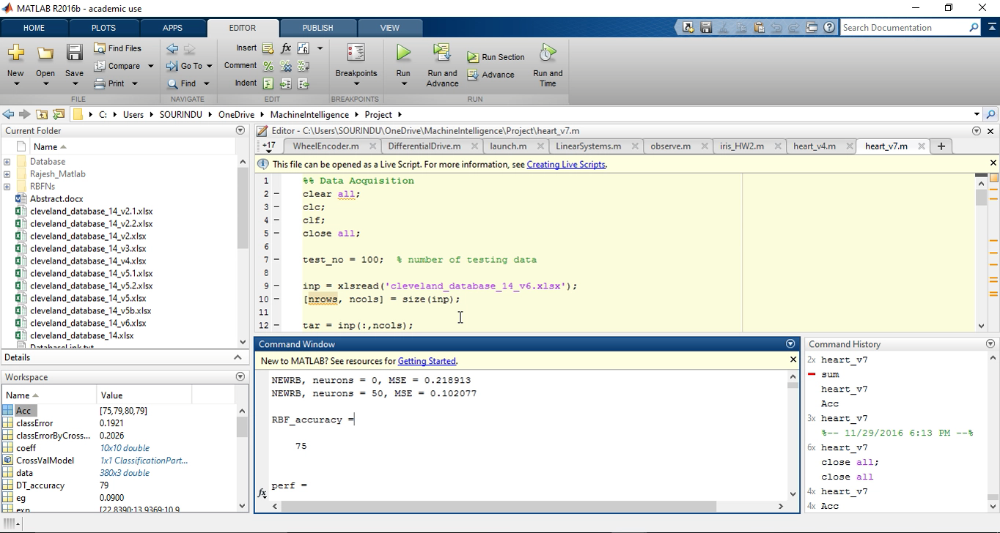 MATLAB R2016b - academic use
HOME PLOTS APPS EDITOR PUBLISH VIEW
Search Documentation
New Open Save
Find Files
Compare
Print
FILE
Go To
Find
NAVIGATE
Insert fx
Comment
Indent
EDIT
Breakpoints
BREAKPOINTS
Run
Run and Advance
Run Section
Advance
Run and Time
RUN
C: Users SOURINDU OneDrive MachineIntelligence Project
Current Folder
Name
Database
Rajesh_Matlab
RBFNs
Abstract.docx
cleveland_database_14_v2.1.xlsx
cleveland_database_14_v2.2.xlsx
cleveland_database_14_v2.xlsx
cleveland_database_14_v3.xlsx
cleveland_database_14_v4.xlsx
cleveland_database_14_v5.1.xlsx
cleveland_database_14_v5.2.xlsx
cleveland_database_14_v5.xlsx
cleveland_database_14_v5b.xlsx
cleveland_database_14_v6.xlsx
cleveland_database_14.xlsx
DatabaseLink.txt
Details
Workspace
Name Value
Acc [75,79,80,79]
classError 0.1921
classErrorByCross... 0.2026
coeff 10x10 double
CrossValModel 1x1 ClassificationPart...
data 380x3 double
DT_accuracy 79
eg 0.0900
exp [22.8390;13.9369;10.9...
Editor - C:\Users\SOURINDU\OneDrive\MachineIntelligence\Project\heart_v7.m
+17 WheelEncoder.m DifferentialDrive.m launch.m LinearSystems.m observe.m iris_HW2.m heart_v4.m heart_v7.m
This file can be opened as a Live Script. For more information, see Creating Live Scripts.
1 %% Data Acquisition
2 – clear all;
3 – clc;
4 – clf;
5 – close all;
6
7 – test_no = 100; % number of testing data
8
9 – inp = xlsread('cleveland_database_14_v6.xlsx');
10 – [nrows, ncols] = size(inp);
11
12 – tar = inp(:,ncols);
Command Window
New to MATLAB? See resources for Getting Started.
NEWRB, neurons = 0, MSE = 0.218913
NEWRB, neurons = 50, MSE = 0.102077
RBF_accuracy =
75
perf =
fx
Command History
2x heart_v7
sum
heart_v7
Acc
3x heart_v7
%-- 11/29/2016 6:13 PM --%
6x heart_v7
close all;
close all
4x heart_v7
4x Acc